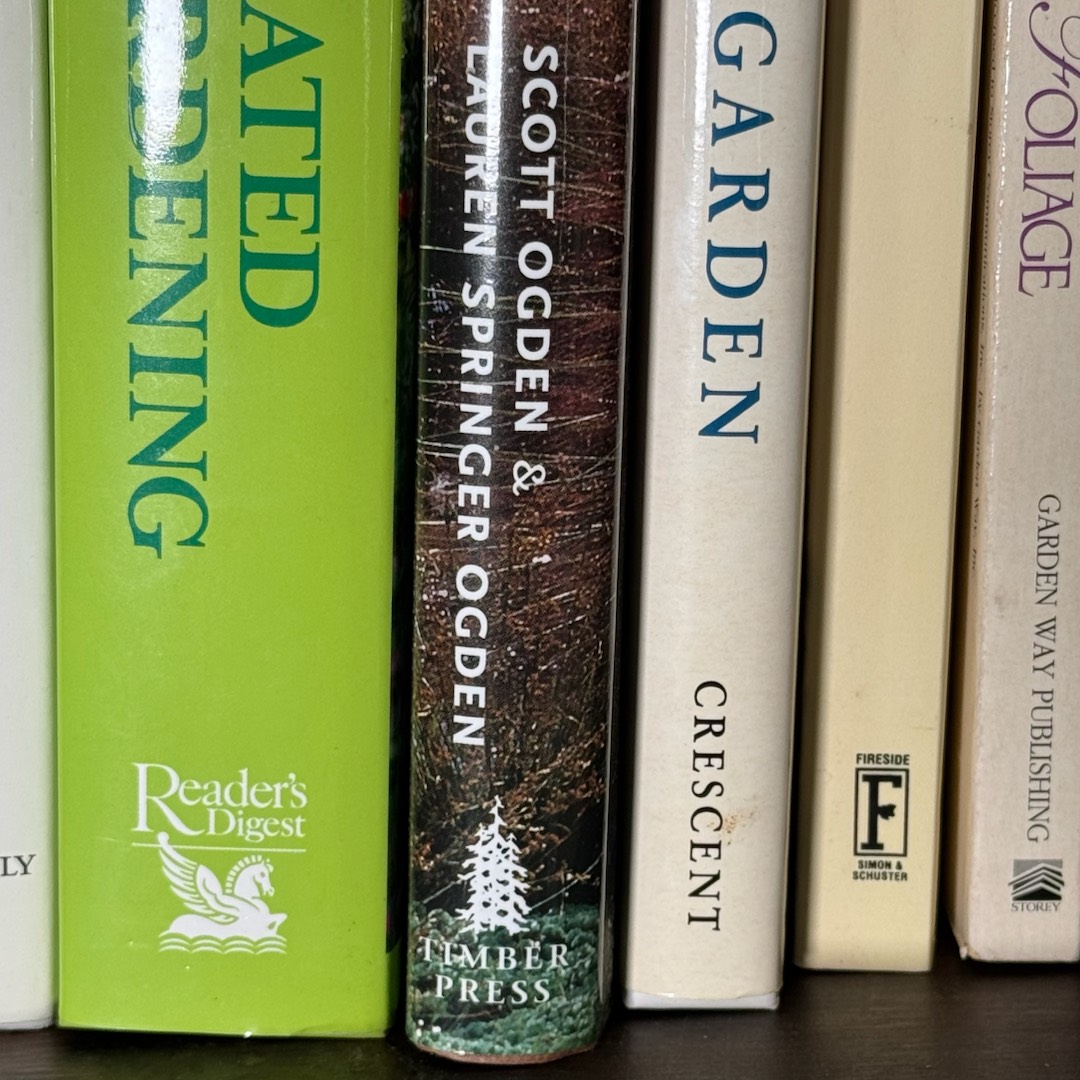 LY
ATED
RDENING
Reader's
Digest
SCOTT OGDEN &
LAUREN SPRINGER OGDEN
TIMBER
PRESS
GARDEN
CRESCENT
FIRESIDE
F
SIMON &
SCHUSTER
FOLIAGE
GARDEN WAY PUBLISHING
STOREY